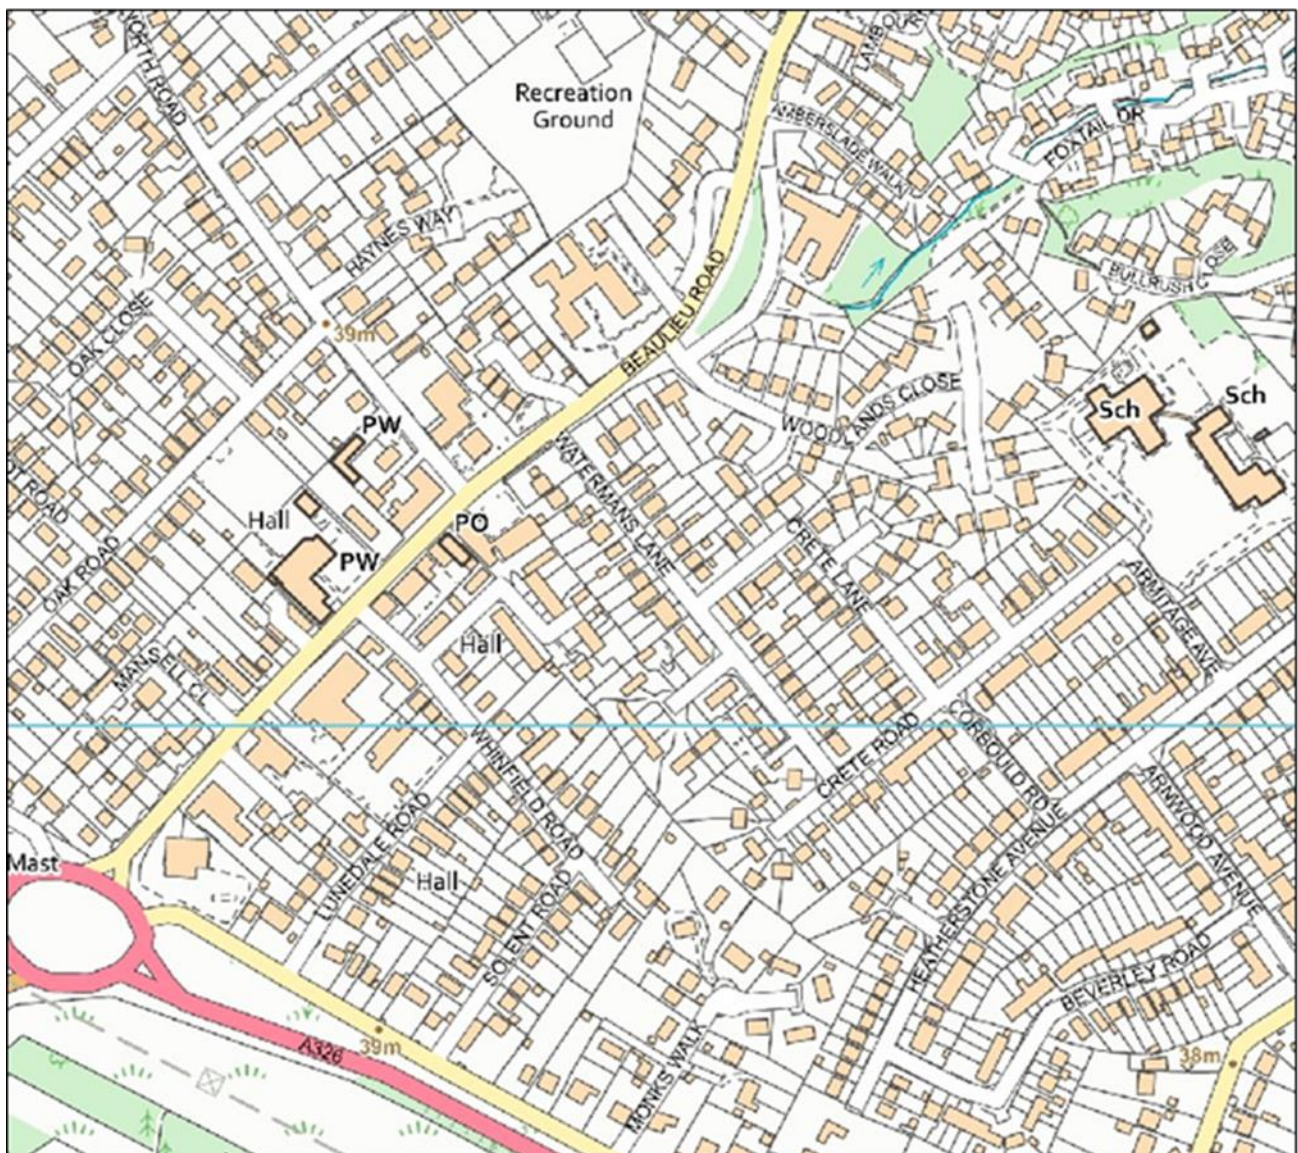 NORTH ROAD
LAMBOURN
Recreation
Ground
AMBERSLADE WALK
FOXTAIL DR
HAYNES WAY
BULLRUSH CLOSE
BEAULIEU ROAD
OAK CLOSE
39m
Sch
Sch
WOODLANDS CLOSE
PW
WATERMANS LANE
ROAD
Hall
PO
CRETE LANE
PW
OAK ROAD
ARMITAGE AVE
Hall
MANSELL CL
WHINFIELD ROAD
CRETE ROAD
CORBOULD RD
ARNWOOD AVENUE
LUNEDALE ROAD
HEATHERSTONE AVENUE
Mast
Hall
SOLENT ROAD
BEVERLEY ROAD
A326
39m
MONKS WALK
38m